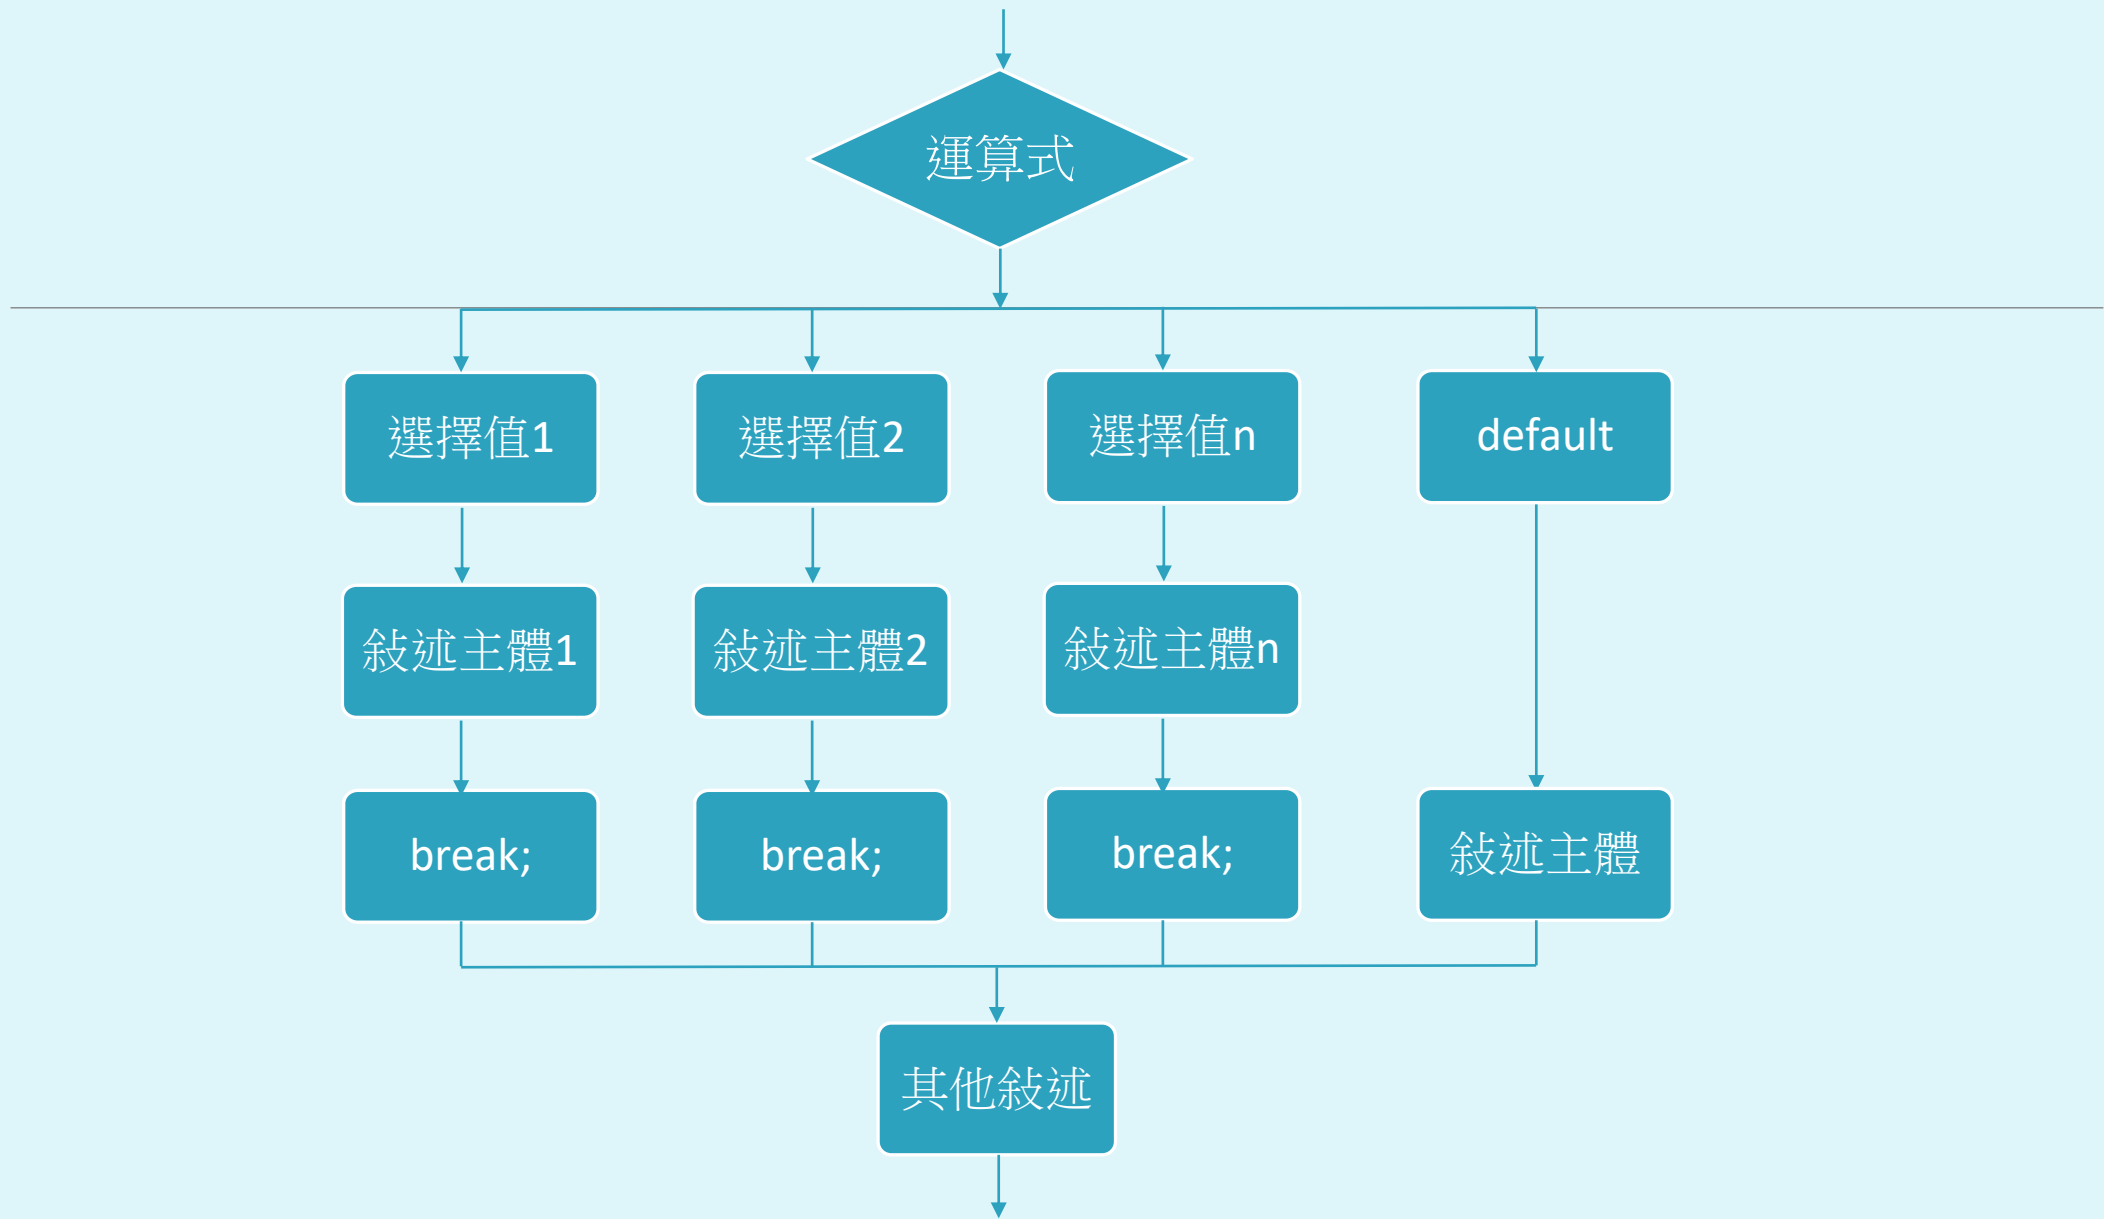 運算式
選擇值1
選擇值2
選擇值n
default
敍述主體1
敍述主體2
敍述主體n
break;
break;
break;
敍述主體
其他敍述